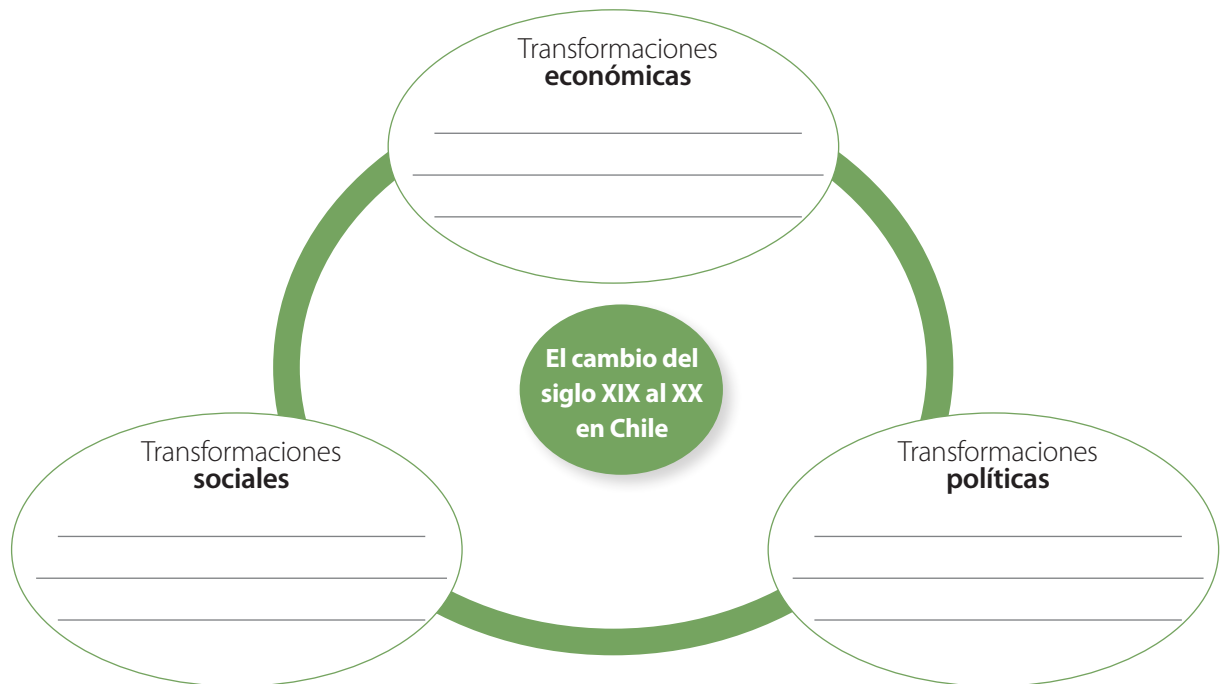 Transformaciones
económicas
El cambio del
siglo XIX al XX
en Chile
Transformaciones
sociales
Transformaciones
políticas